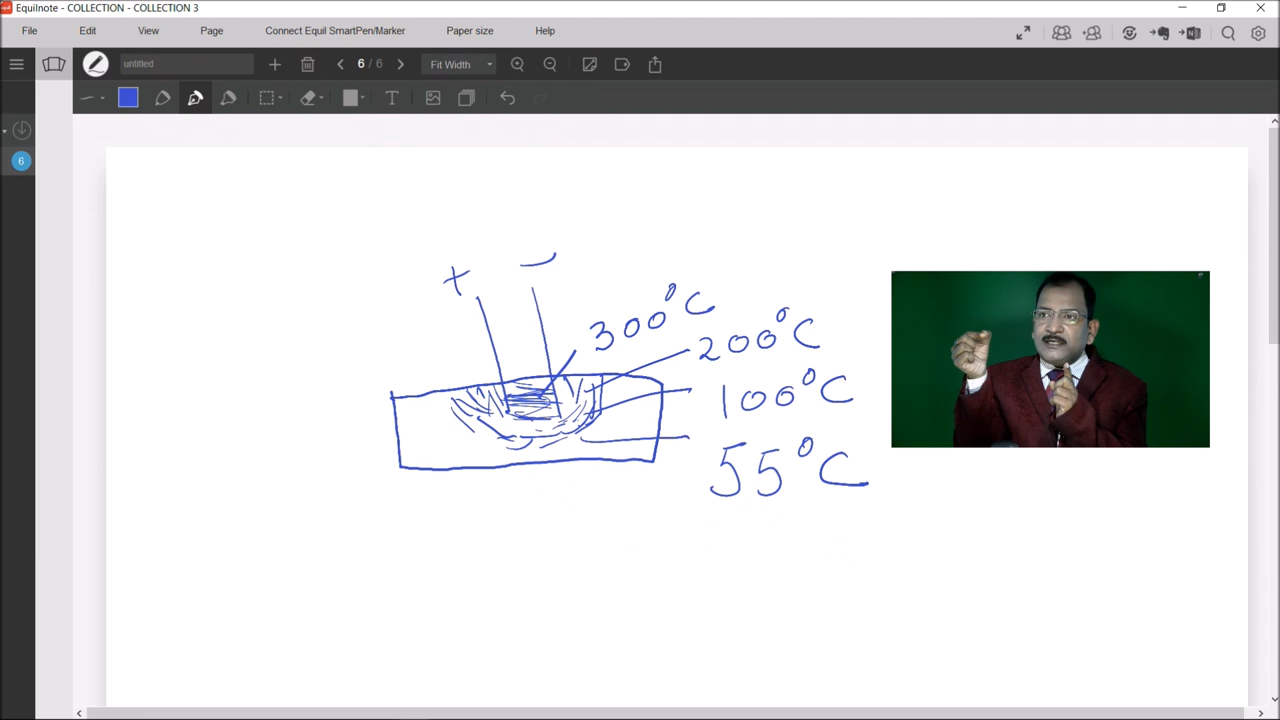 Equilnote - COLLECTION - COLLECTION 3
File Edit View Page Connect Equil SmartPen/Marker Paper size Help
untitled 6 / 6 Fit Width
T
6
+ −
300°C
200°C
100°C
55°C